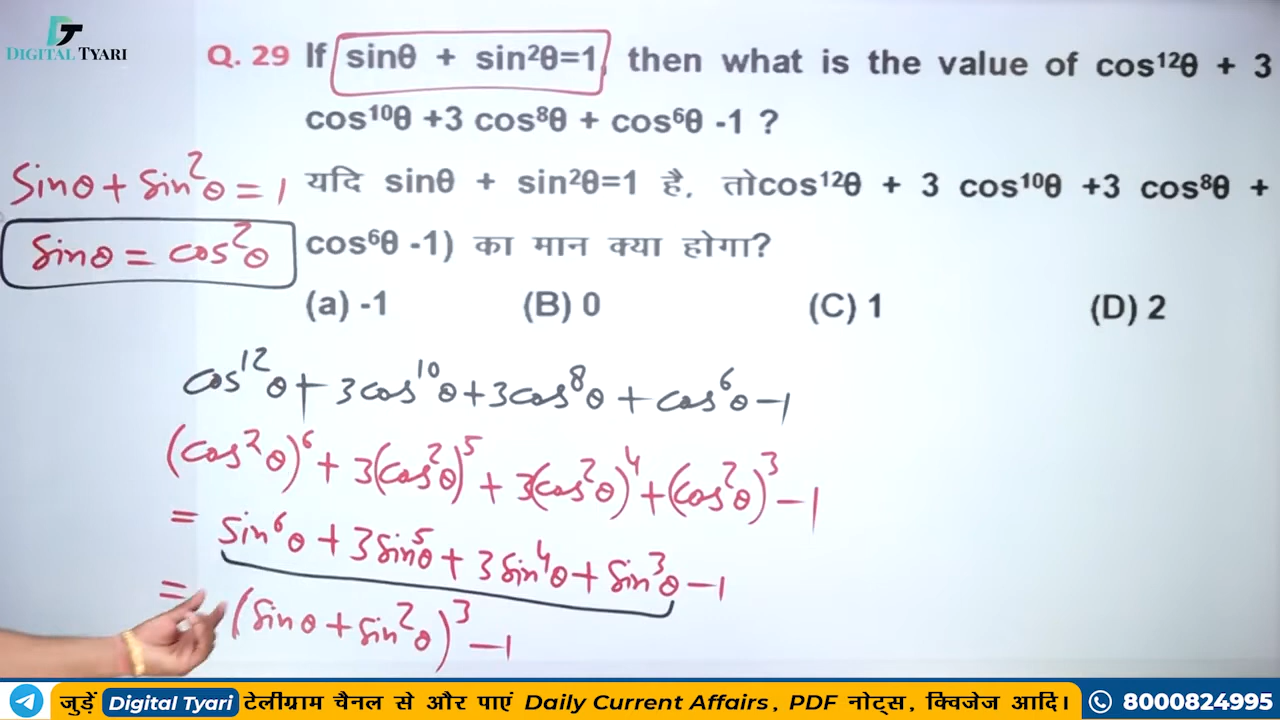 DIGITAL TYARI
Q. 29 If sinθ + sin²θ=1, then what is the value of cos¹²θ + 3
cos¹⁰θ +3 cos⁸θ + cos⁶θ -1 ?
यदि sinθ + sin²θ=1 है, तोcos¹²θ + 3 cos¹⁰θ +3 cos⁸θ +
cos⁶θ -1) का मान क्या होगा?
(a) -1 (B) 0 (C) 1 (D) 2
Sinθ + Sin²θ = 1
Sinθ = cos²θ
cos¹²θ + 3cos¹⁰θ + 3cos⁸θ + cos⁶θ - 1
(cos²θ)⁶ + 3(cos²θ)⁵ + 3(cos²θ)⁴ + (cos²θ)³ - 1
= Sin⁶θ + 3Sin⁵θ + 3Sin⁴θ + Sin³θ - 1
= (Sinθ + Sin²θ)³ - 1
जुड़ें Digital Tyari टेलीग्राम चैनल से और पाएं Daily Current Affairs, PDF नोट्स, क्विजेज आदि। 8000824995